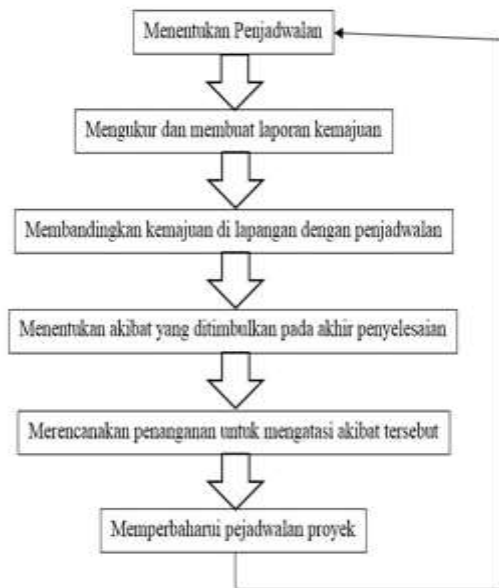 Menentukan Penjadwalan
Mengukur dan membuat laporan kemajuan
Membandingkan kemajuan di lapangan dengan penjadwalan
Menentukan akibat yang ditimbulkan pada akhir penyelesaian
Merencanakan penanganan untuk mengatasi akibat tersebut
Memperbaharui pejadwalan proyek